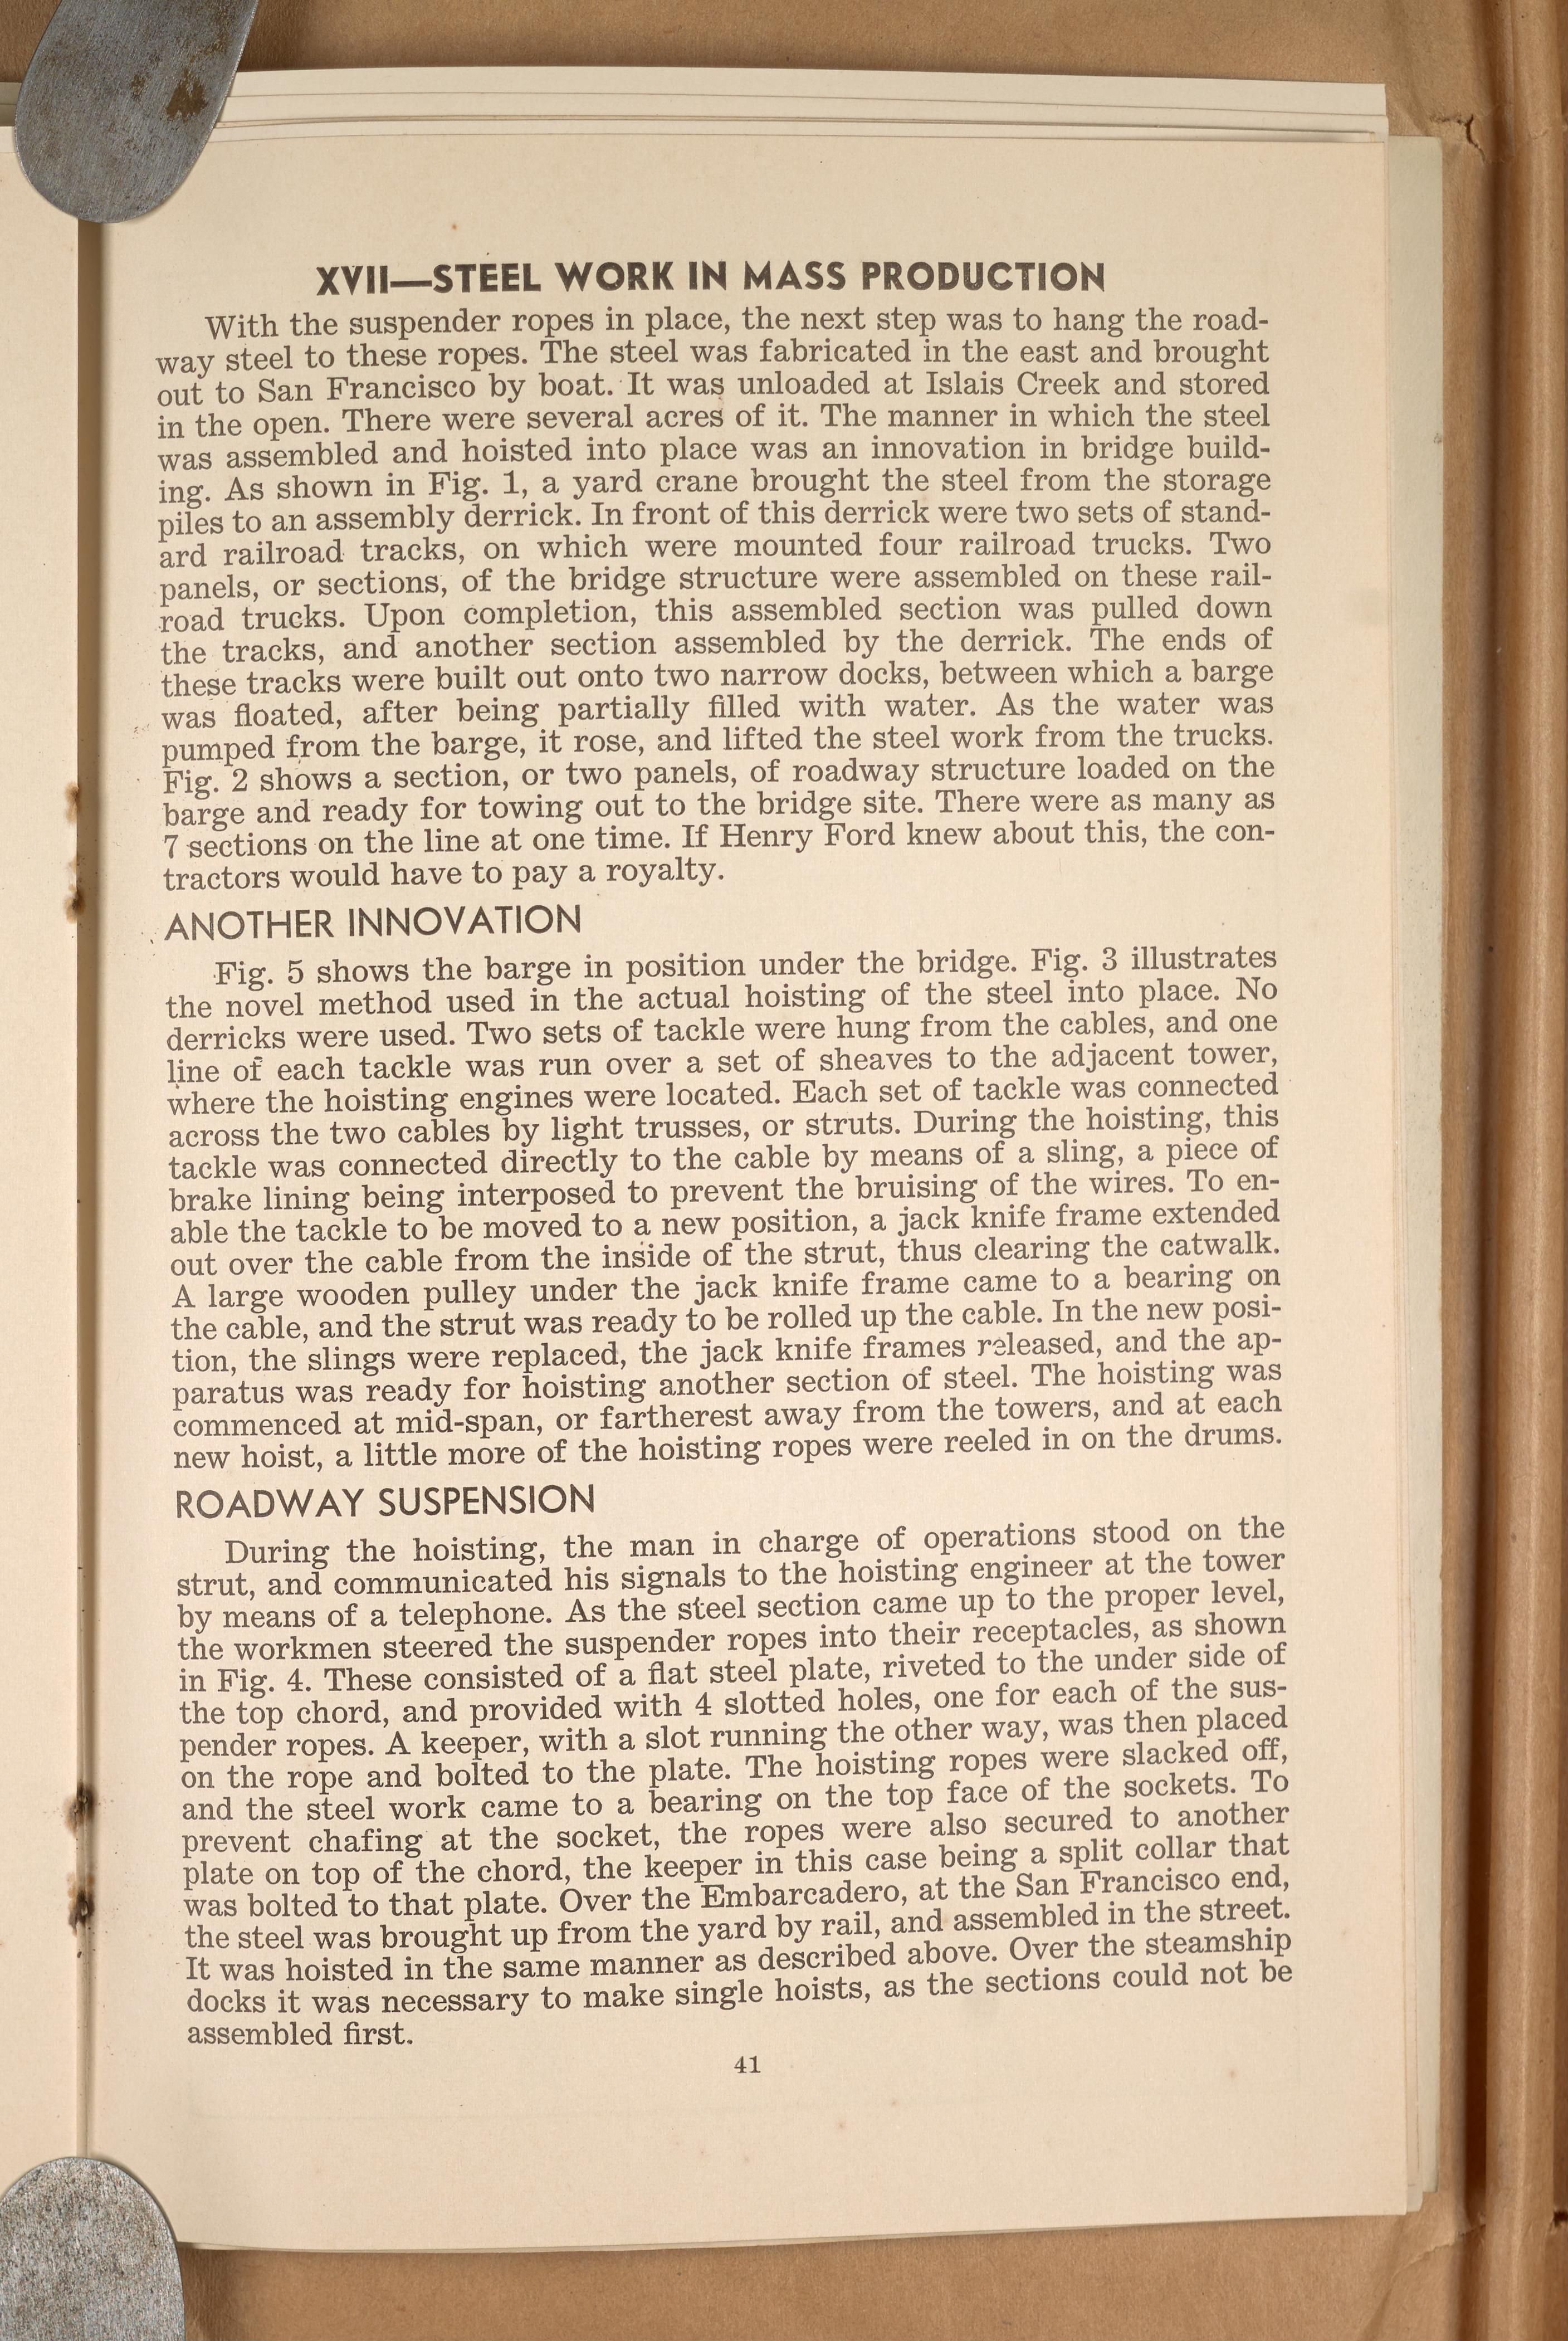 XVII—STEEL WORK IN MASS PRODUCTION
With the suspender ropes in place, the next step was to hang the road-
way steel to these ropes. The steel was fabricated in the east and brought
out to San Francisco by boat. It was unloaded at Islais Creek and stored
in the open. There were several acres of it. The manner in which the steel
was assembled and hoisted into place was an innovation in bridge build-
ing. As shown in Fig. 1, a yard crane brought the steel from the storage
piles to an assembly derrick. In front of this derrick were two sets of stand-
ard railroad tracks, on which were mounted four railroad trucks. Two
panels, or sections, of the bridge structure were assembled on these rail-
road trucks. Upon completion, this assembled section was pulled down
the tracks, and another section assembled by the derrick. The ends of
these tracks were built out onto two narrow docks, between which a barge
was floated, after being partially filled with water. As the water was
pumped from the barge, it rose, and lifted the steel work from the trucks.
Fig. 2 shows a section, or two panels, of roadway structure loaded on the
barge and ready for towing out to the bridge site. There were as many as
7 sections on the line at one time. If Henry Ford knew about this, the con-
tractors would have to pay a royalty.
ANOTHER INNOVATION
Fig. 5 shows the barge in position under the bridge. Fig. 3 illustrates
the novel method used in the actual hoisting of the steel into place. No
derricks were used. Two sets of tackle were hung from the cables, and one
line of each tackle was run over a set of sheaves to the adjacent tower,
where the hoisting engines were located. Each set of tackle was connected
across the two cables by light trusses, or struts. During the hoisting, this
tackle was connected directly to the cable by means of a sling, a piece of
brake lining being interposed to prevent the bruising of the wires. To en-
able the tackle to be moved to a new position, a jack knife frame extended
out over the cable from the inside of the strut, thus clearing the catwalk.
A large wooden pulley under the jack knife frame came to a bearing on
the cable, and the strut was ready to be rolled up the cable. In the new posi-
tion, the slings were replaced, the jack knife frames released, and the ap-
paratus was ready for hoisting another section of steel. The hoisting was
commenced at mid-span, or fartherest away from the towers, and at each
new hoist, a little more of the hoisting ropes were reeled in on the drums.
ROADWAY SUSPENSION
During the hoisting, the man in charge of operations stood on the
strut, and communicated his signals to the hoisting engineer at the tower
by means of a telephone. As the steel section came up to the proper level,
the workmen steered the suspender ropes into their receptacles, as shown
in Fig. 4. These consisted of a flat steel plate, riveted to the under side of
the top chord, and provided with 4 slotted holes, one for each of the sus-
pender ropes. A keeper, with a slot running the other way, was then placed
on the rope and bolted to the plate. The hoisting ropes were slacked off,
and the steel work came to a bearing on the top face of the sockets. To
prevent chafing at the socket, the ropes were also secured to another
plate on top of the chord, the keeper in this case being a split collar that
was bolted to that plate. Over the Embarcadero, at the San Francisco end,
the steel was brought up from the yard by rail, and assembled in the street.
It was hoisted in the same manner as described above. Over the steamship
docks it was necessary to make single hoists, as the sections could not be
assembled first.
41